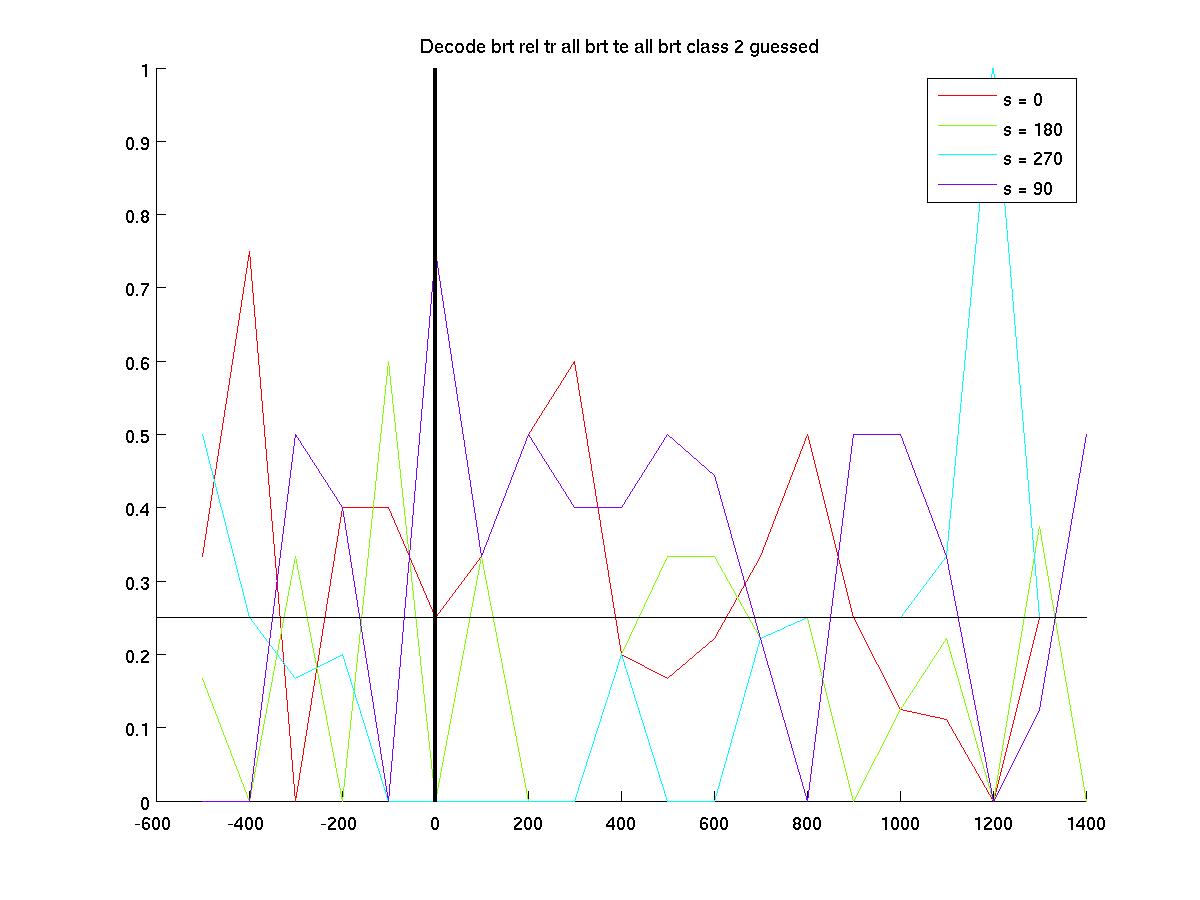 Decode brt rel tr all brt te all brt class 2 guessed
1
0.9
0.8
0.7
0.6
0.5
0.4
0.3
0.2
0.1
0
s = 0
s = 180
s = 270
s = 90
-600 -400 -200 0 200 400 600 800 1000 1200 1400